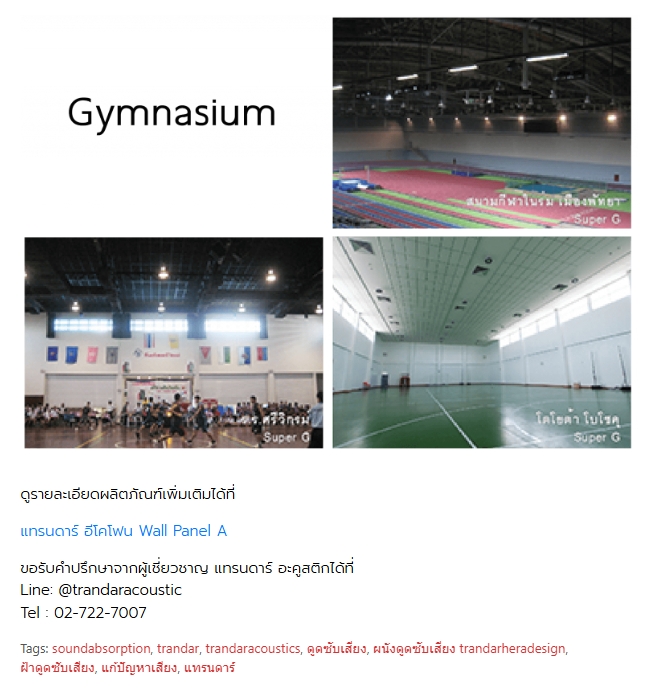 Gymnasium
สนามกีฬาในร่ม เมืองพัทยา
Super G
รร.ศรีวิกรม์
Super G
โตโยต้า โบโชคุ
Super G
ดูรายละเอียดผลิตภัณฑ์เพิ่มเติมได้ที่
แทรนดาร์ อีโคโฟน Wall Panel A
ขอรับคำปรึกษาจากผู้เชี่ยวชาญ แทรนดาร์ อะคูสติกได้ที่
Line: @trandaracoustic
Tel : 02-722-7007
Tags: soundabsorption, trandar, trandaracoustics, ดูดซับเสียง, ผนังดูดซับเสียง trandarheradesign,
ฝ้าดูดซับเสียง, แก้ปัญหาเสียง, แทรนดาร์